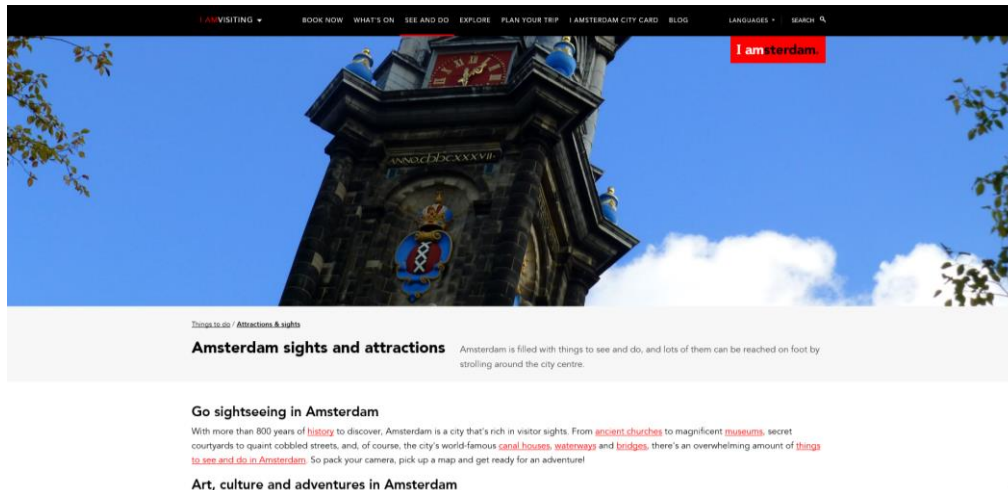 I AMVISITING
BOOK NOW
WHAT'S ON
SEE AND DO
EXPLORE
PLAN YOUR TRIP
I AMSTERDAM CITY CARD
BLOG
LANGUAGES
SEARCH
I amsterdam.
ANNO
Things to do / Attractions & sights
Amsterdam sights and attractions
Amsterdam is filled with things to see and do, and lots of them can be reached on foot by
strolling around the city centre.
Go sightseeing in Amsterdam
With more than 800 years of history to discover, Amsterdam is a city that's rich in visitor sights. From ancient churches to magnificent museums, secret
courtyards to quaint cobbled streets, and, of course, the city's world-famous canal houses, waterways and bridges, there's an overwhelming amount of things
to see and do in Amsterdam. So pack your camera, pick up a map and get ready for an adventure!
Art, culture and adventures in Amsterdam